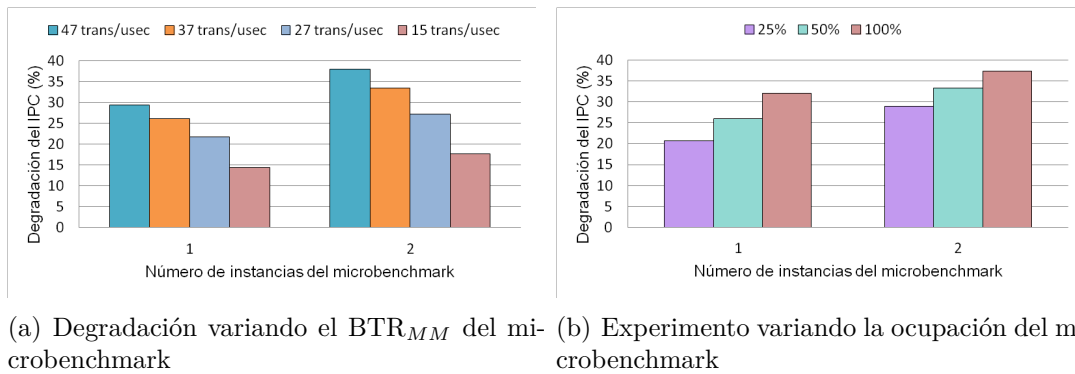 47 trans/usec 37 trans/usec 27 trans/usec 15 trans/usec
Degradación del IPC (%)
40
35
30
25
20
15
10
5
0
1 2
Número de instancias del microbenchmark
(a) Degradación variando el BTR_MM del mi-
crobenchmark
25% 50% 100%
Degradación del IPC (%)
40
35
30
25
20
15
10
5
0
1 2
Número de instancias del microbenchmark
(b) Experimento variando la ocupación del m
crobenchmark